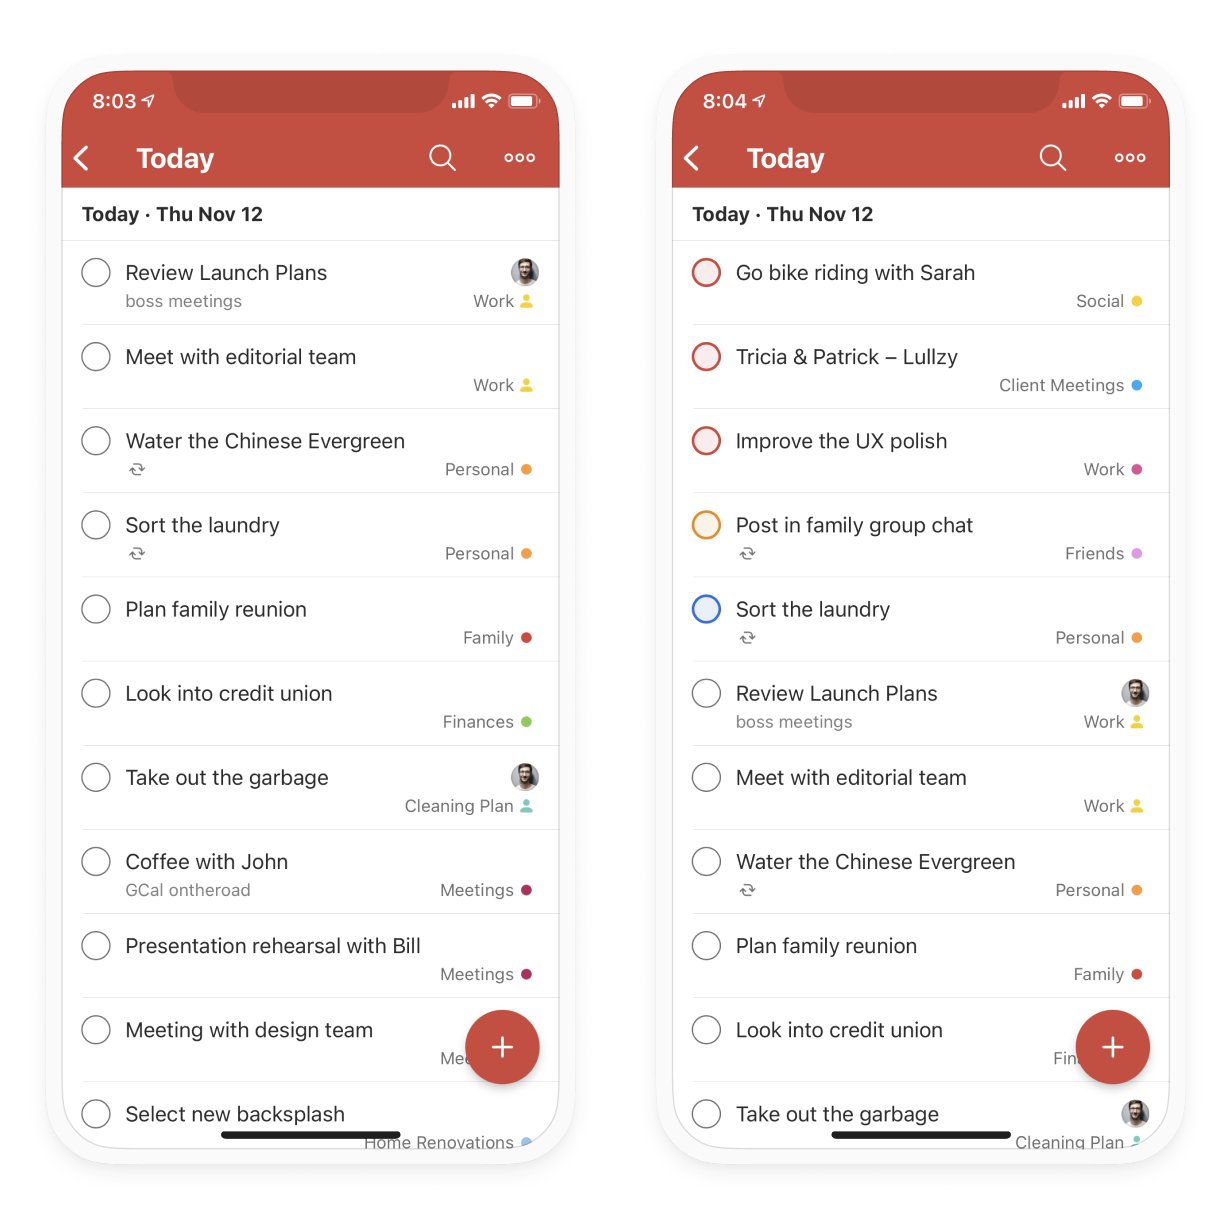 8:03
Today
Today · Thu Nov 12
Review Launch Plans
boss meetings Work
Meet with editorial team
Work
Water the Chinese Evergreen
Personal
Sort the laundry
Personal
Plan family reunion
Family
Look into credit union
Finances
Take out the garbage
Cleaning Plan
Coffee with John
GCal ontheroad Meetings
Presentation rehearsal with Bill
Meetings
Meeting with design team
Select new backsplash
Home Renovations
8:04
Today
Today · Thu Nov 12
Go bike riding with Sarah
Social
Tricia & Patrick – Lullzy
Client Meetings
Improve the UX polish
Work
Post in family group chat
Friends
Sort the laundry
Personal
Review Launch Plans
boss meetings Work
Meet with editorial team
Work
Water the Chinese Evergreen
Personal
Plan family reunion
Family
Look into credit union
Take out the garbage
Cleaning Plan